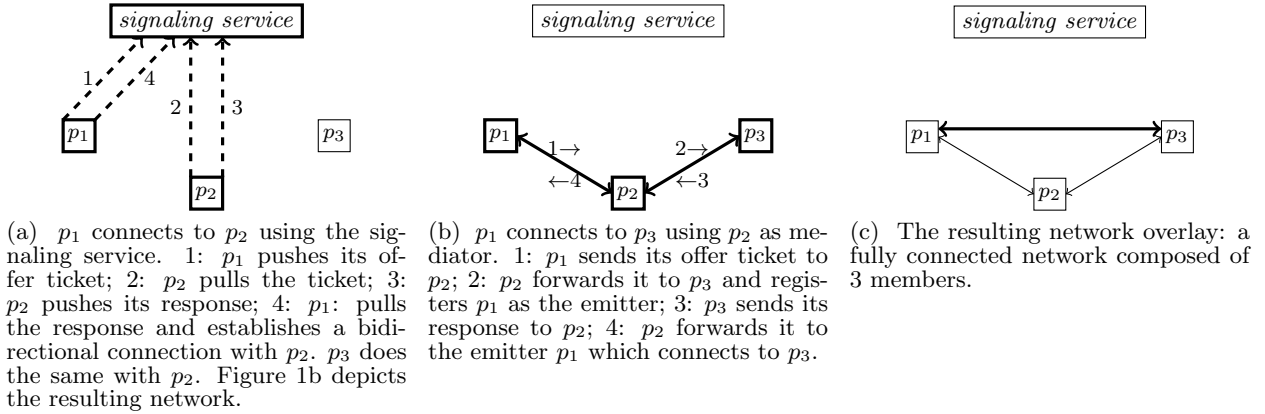 signaling service
1
4
2
3
p1
p3
p2
(a) p1 connects to p2 using the sig-
naling service. 1: p1 pushes its of-
fer ticket; 2: p2 pulls the ticket; 3:
p2 pushes its response; 4: p1: pulls
the response and establishes a bidi-
rectional connection with p2. p3 does
the same with p2. Figure 1b depicts
the resulting network.
signaling service
p1
p3
1→
2→
←4
←3
p2
(b) p1 connects to p3 using p2 as me-
diator. 1: p1 sends its offer ticket to
p2; 2: p2 forwards it to p3 and regis-
ters p1 as the emitter; 3: p3 sends its
response to p2; 4: p2 forwards it to
the emitter p1 which connects to p3.
signaling service
p1
p3
p2
(c) The resulting network overlay: a
fully connected network composed of
3 members.